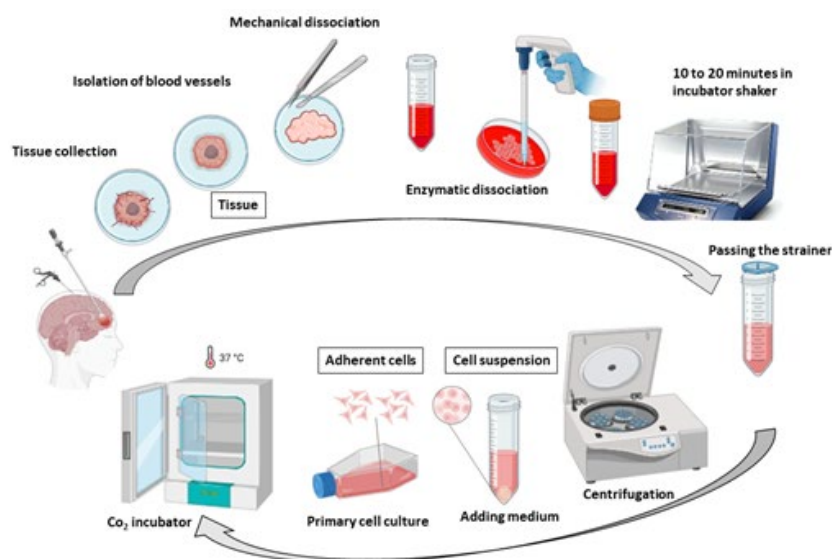 Mechanical dissociation
Isolation of blood vessels
10 to 20 minutes in
incubator shaker
Tissue collection
Tissue
Enzymatic dissociation
Passing the strainer
37 °C
Adherent cells
Cell suspension
Centrifugation
Co₂ incubator
Primary cell culture
Adding medium